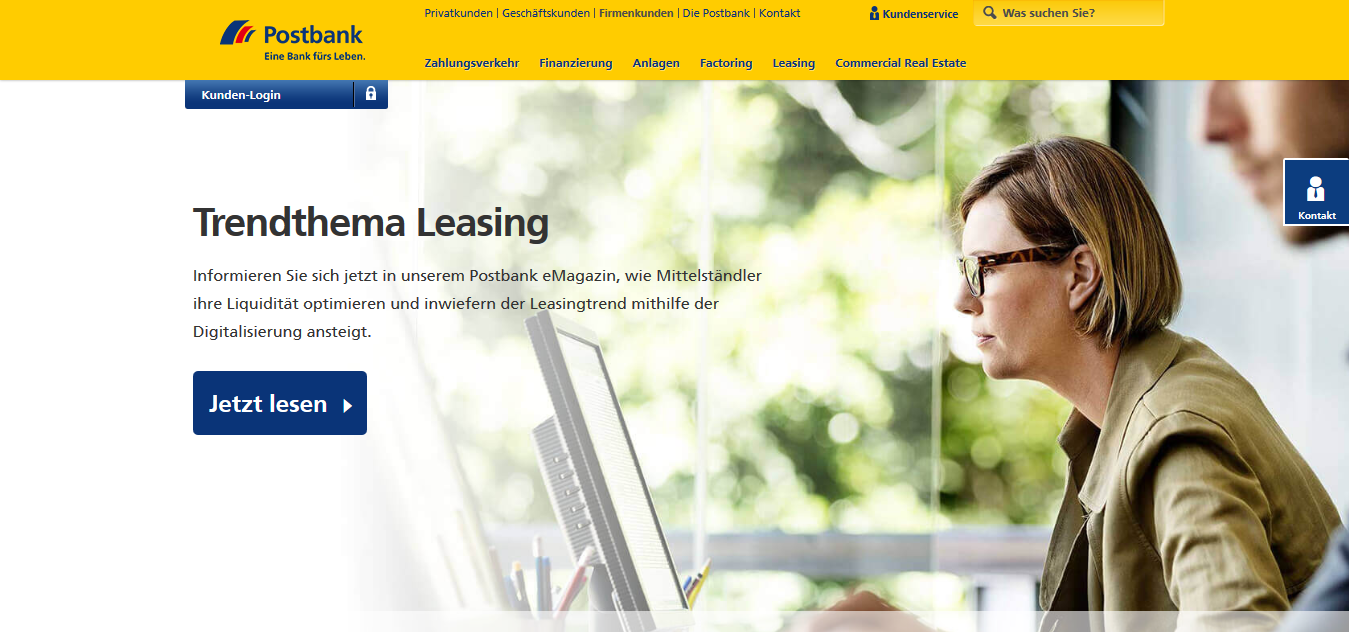 Privatkunden | Geschäftskunden | Firmenkunden | Die Postbank | Kontakt
Kundenservice
Was suchen Sie?
Postbank
Eine Bank fürs Leben.
Zahlungsverkehr Finanzierung Anlagen Factoring Leasing Commercial Real Estate
Kunden-Login
Kontakt
Trendthema Leasing
Informieren Sie sich jetzt in unserem Postbank eMagazin, wie Mittelständler
ihre Liquidität optimieren und inwiefern der Leasingtrend mithilfe der
Digitalisierung ansteigt.
Jetzt lesen